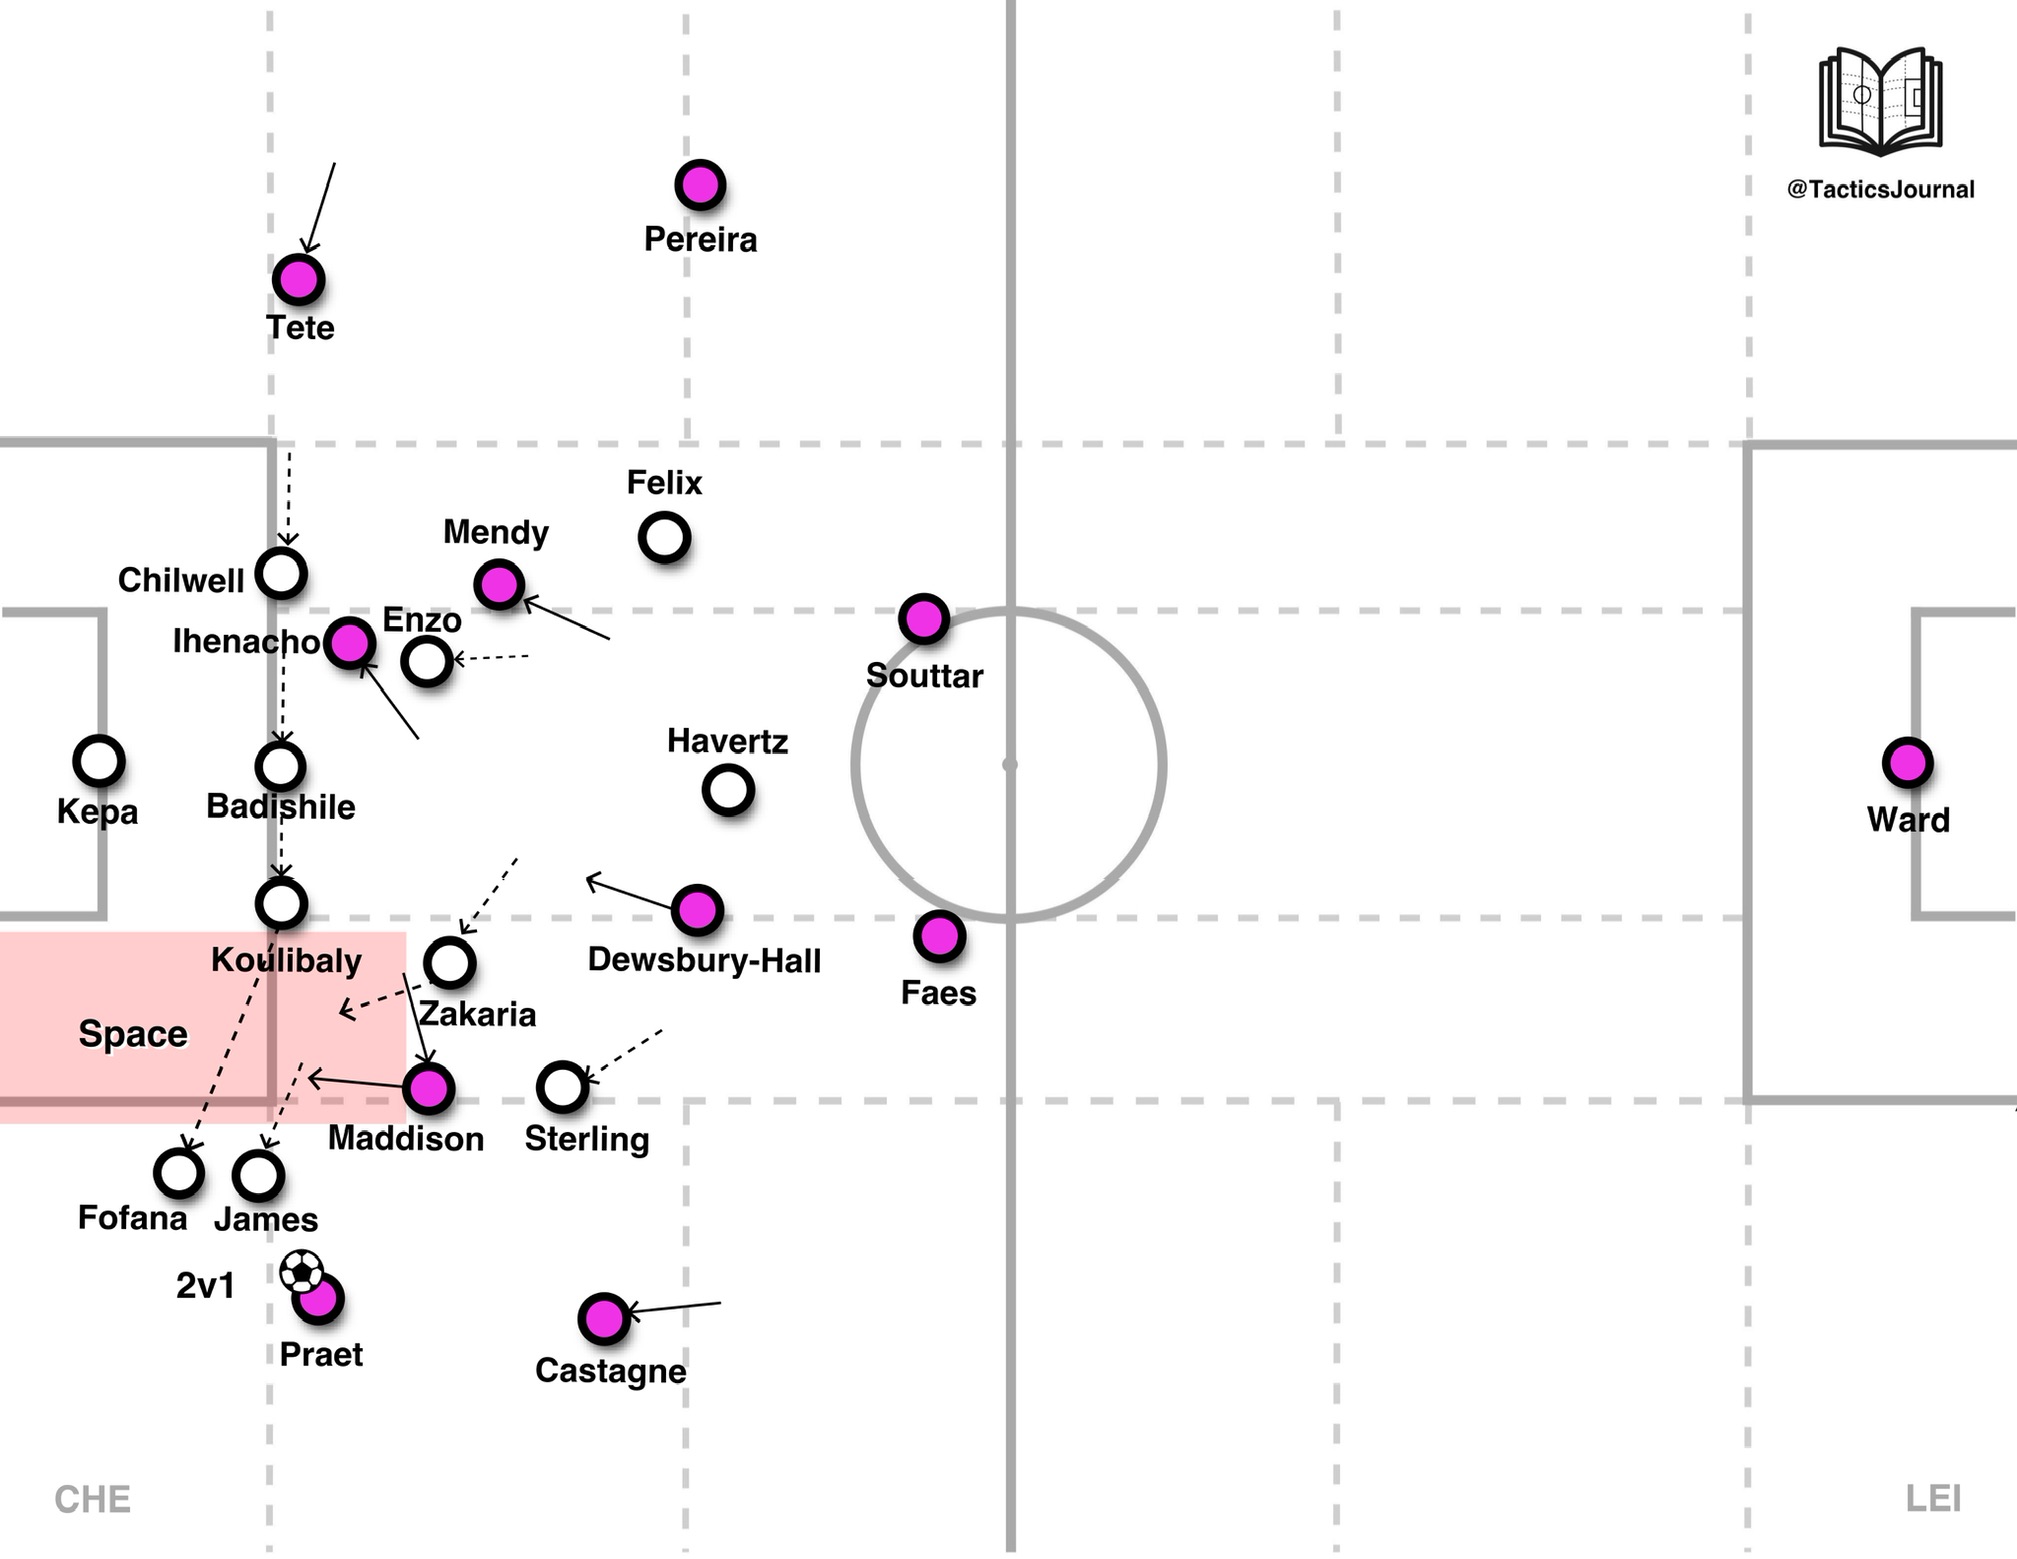 @TacticsJournal
Pereira
Tete
Felix
Mendy
Chilwell
Enzo
Ihenacho
Souttar
Havertz
Badishile
Kepa
Ward
Koulibaly
Dewsbury-Hall
Faes
Zakaria
Space
Maddison
Sterling
Fofana
James
2v1
Praet
Castagne
CHE
LEI